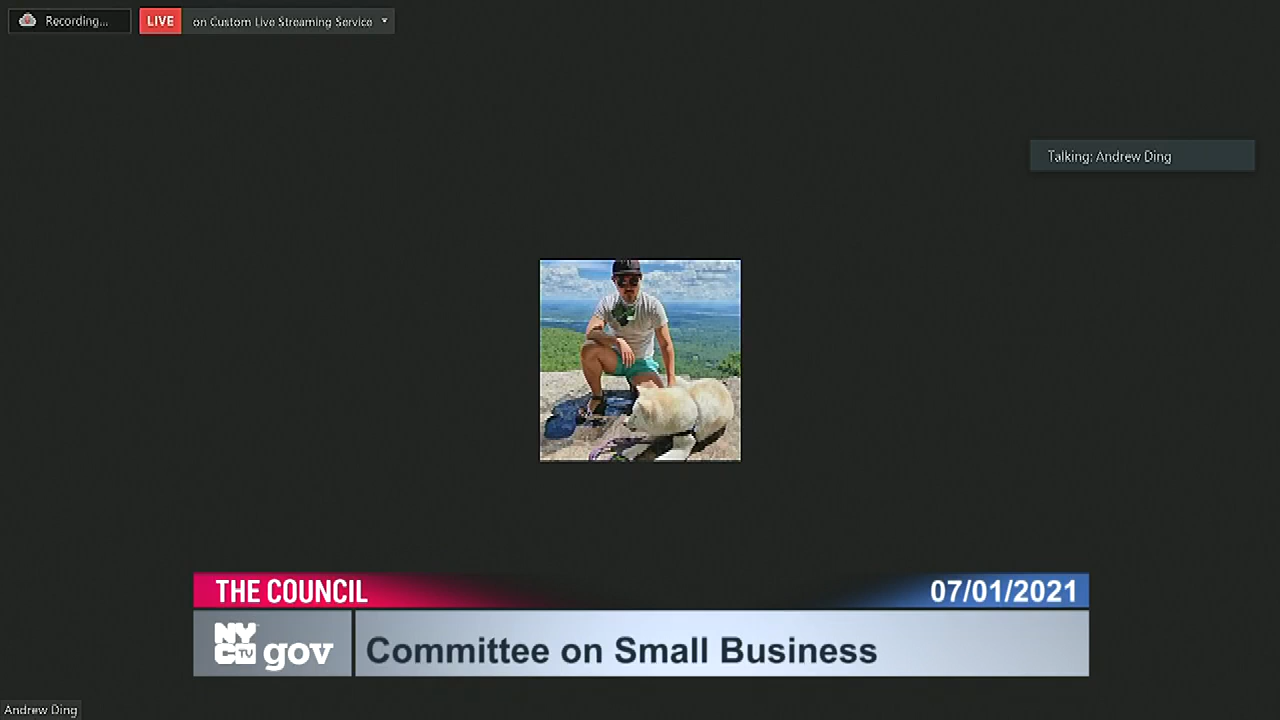 Recording...
LIVE on Custom Live Streaming Service
Talking: Andrew Ding
THE COUNCIL
07/01/2021
NYC TV gov
Committee on Small Business
Andrew Ding